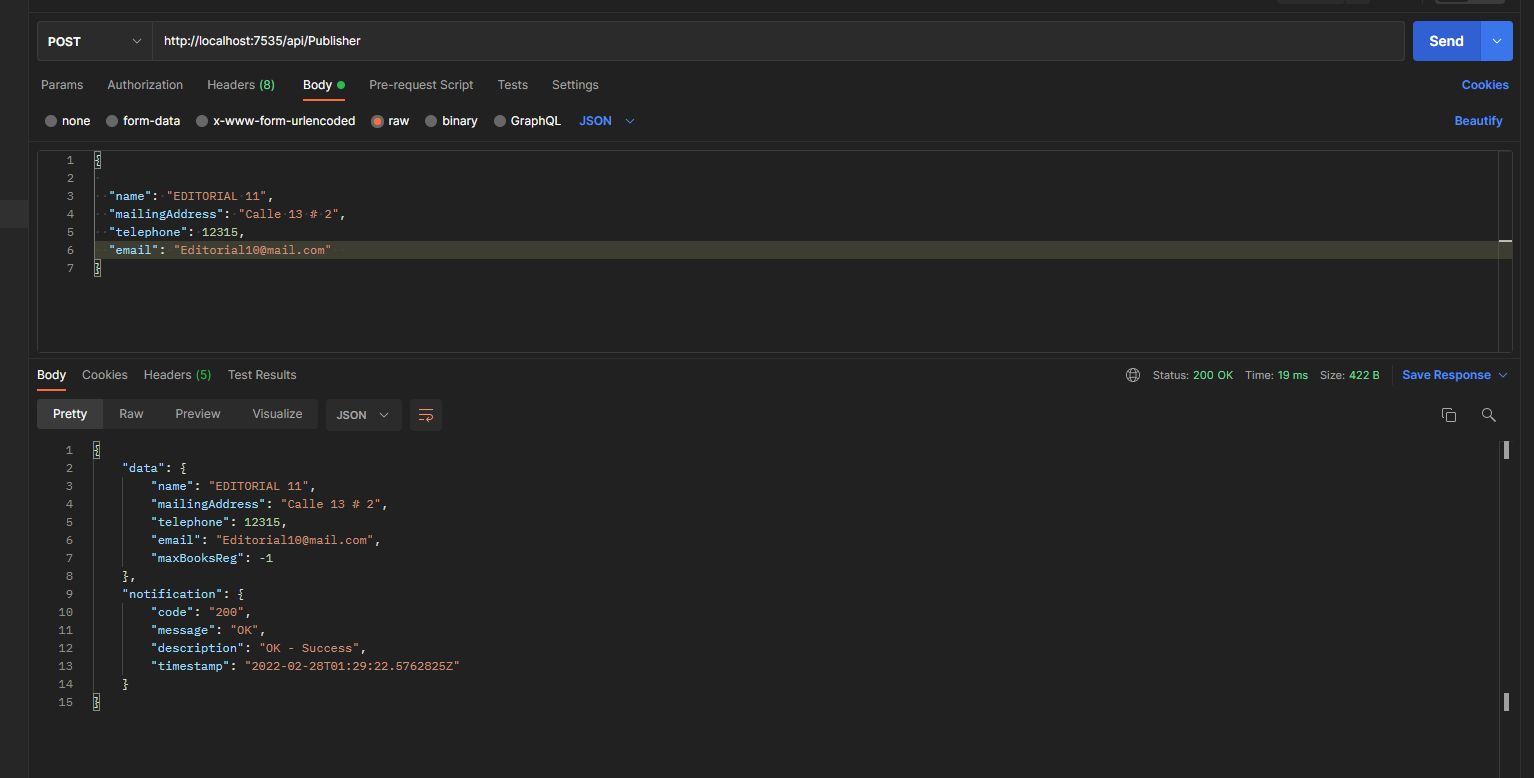 POST http://localhost:7535/api/Publisher Send
Params Authorization Headers (8) Body Pre-request Script Tests Settings Cookies
none form-data x-www-form-urlencoded raw binary GraphQL JSON Beautify
1 {
2
3 "name": "EDITORIAL 11",
4 "mailingAddress": "Calle 13 # 2",
5 "telephone": 12315,
6 "email": "Editorial10@mail.com"
7 }
Body Cookies Headers (5) Test Results Status: 200 OK Time: 19 ms Size: 422 B Save Response
Pretty Raw Preview Visualize JSON
1 {
2 "data": {
3 "name": "EDITORIAL 11",
4 "mailingAddress": "Calle 13 # 2",
5 "telephone": 12315,
6 "email": "Editorial10@mail.com",
7 "maxBooksReg": -1
8 },
9 "notification": {
10 "code": "200",
11 "message": "OK",
12 "description": "OK - Success",
13 "timestamp": "2022-02-28T01:29:22.5762825Z"
14 }
15 }